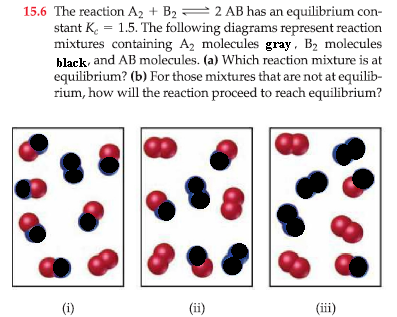 15.6 The reaction A₂ + B₂ ⇌ 2 AB has an equilibrium con-
stant Kc = 1.5. The following diagrams represent reaction
mixtures containing A₂ molecules gray, B₂ molecules
black, and AB molecules. (a) Which reaction mixture is at
equilibrium? (b) For those mixtures that are not at equilib-
rium, how will the reaction proceed to reach equilibrium?
(i) (ii) (iii)